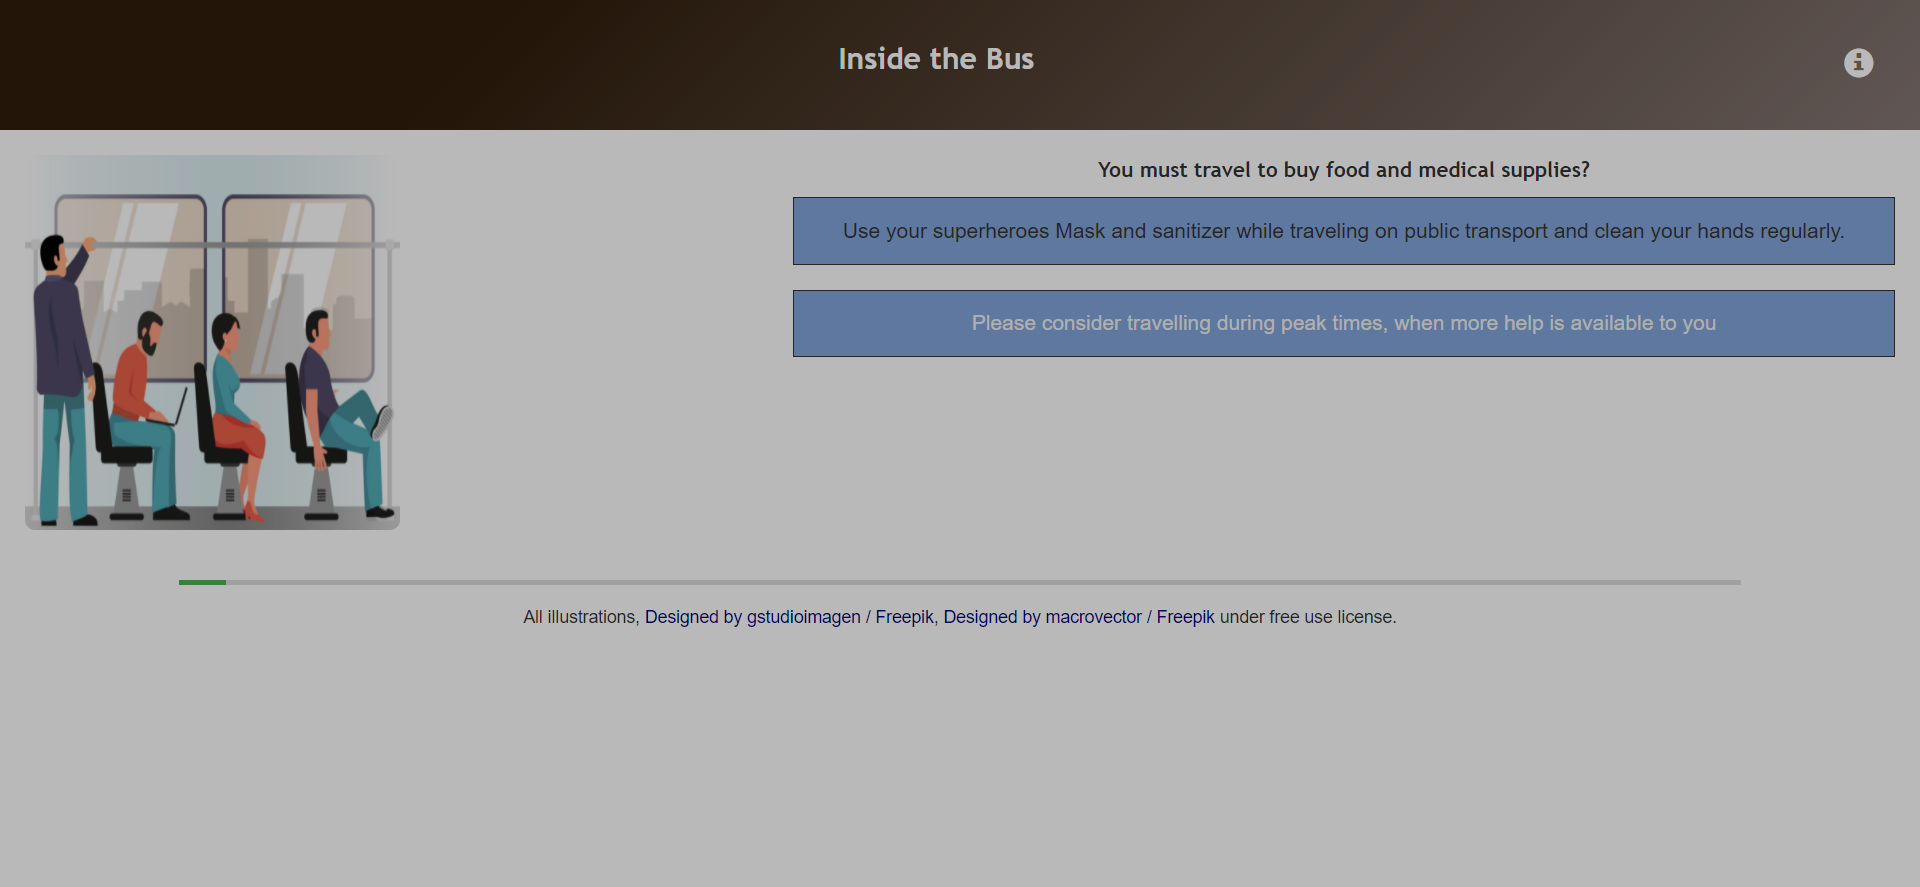 Inside the Bus
You must travel to buy food and medical supplies?
Use your superheroes Mask and sanitizer while traveling on public transport and clean your hands regularly.
Please consider travelling during peak times, when more help is available to you
All illustrations, Designed by gstudioimagen / Freepik, Designed by macrovector / Freepik under free use license.